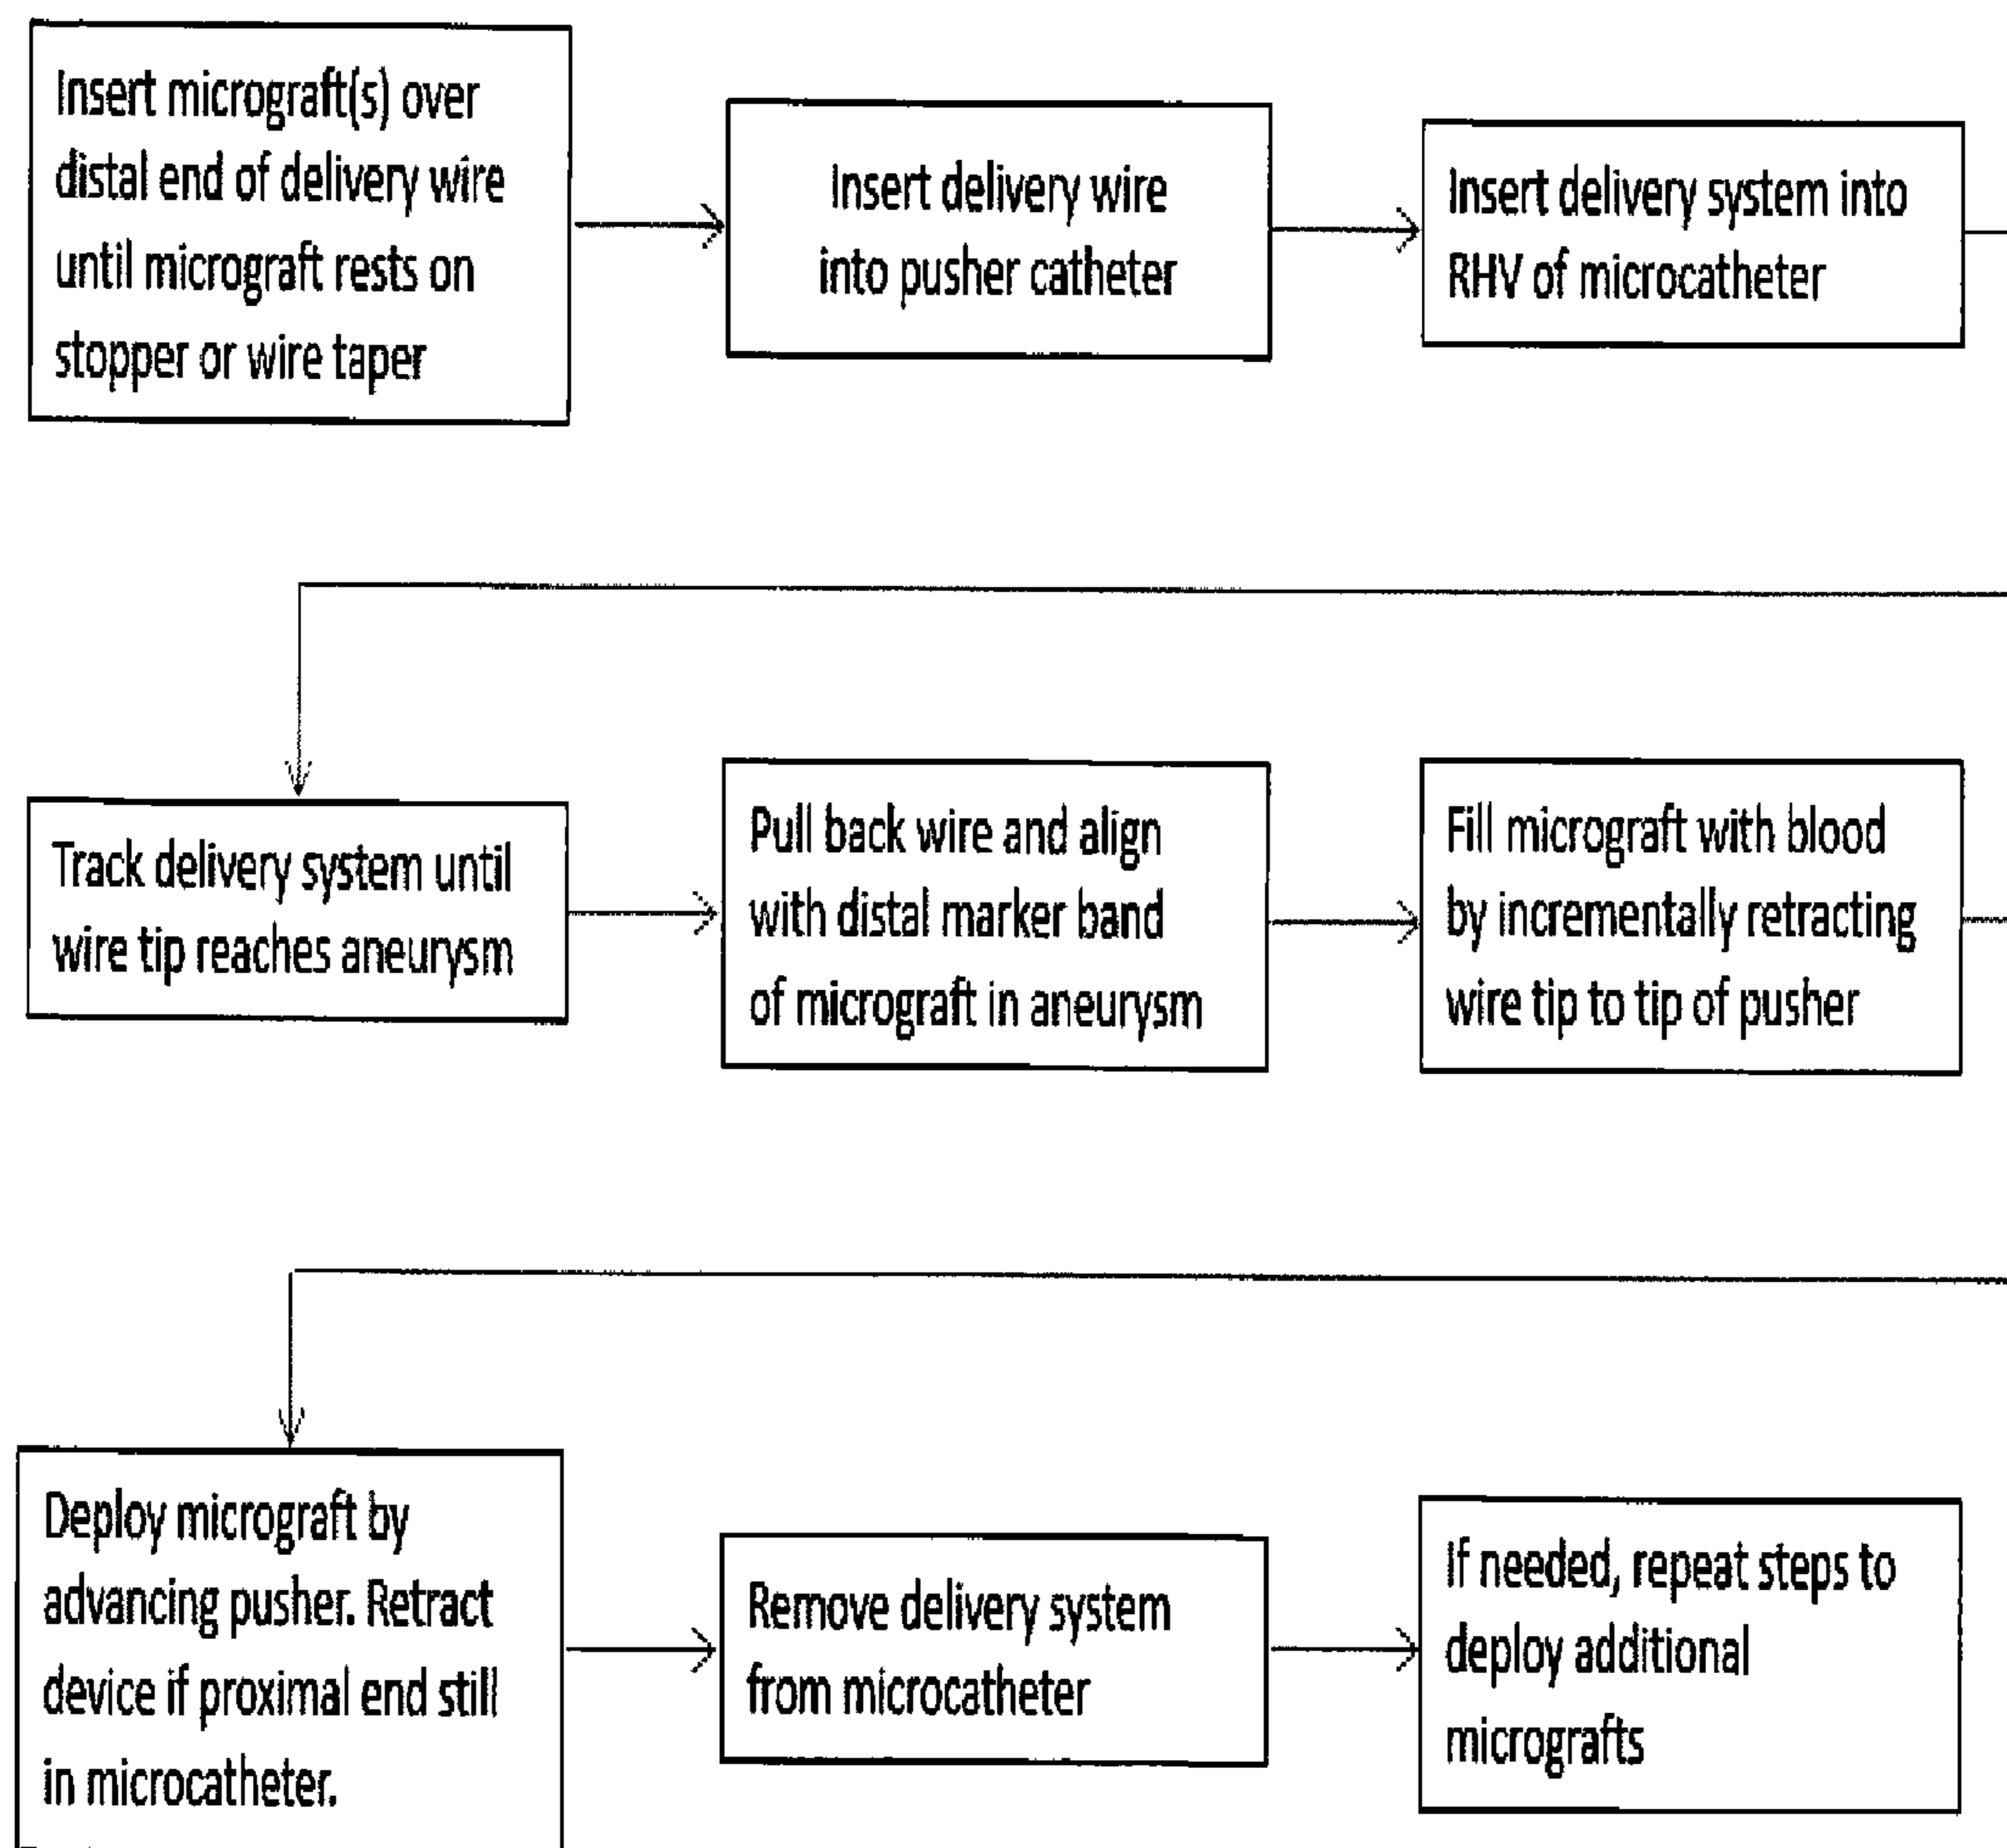 Insert micrograft(s) over
distal end of delivery wire
until micrograft rests on
stopper or wire taper
Insert delivery wire
into pusher catheter
Insert delivery system into
RHV of microcatheter
Track delivery system until
wire tip reaches aneurysm
Pull back wire and align
with distal marker band
of micrograft in aneurysm
Fill micrograft with blood
by incrementally retracting
wire tip to tip of pusher
Deploy micrograft by
advancing pusher. Retract
device if proximal end still
in microcatheter.
Remove delivery system
from microcatheter
If needed, repeat steps to
deploy additional
micrografts